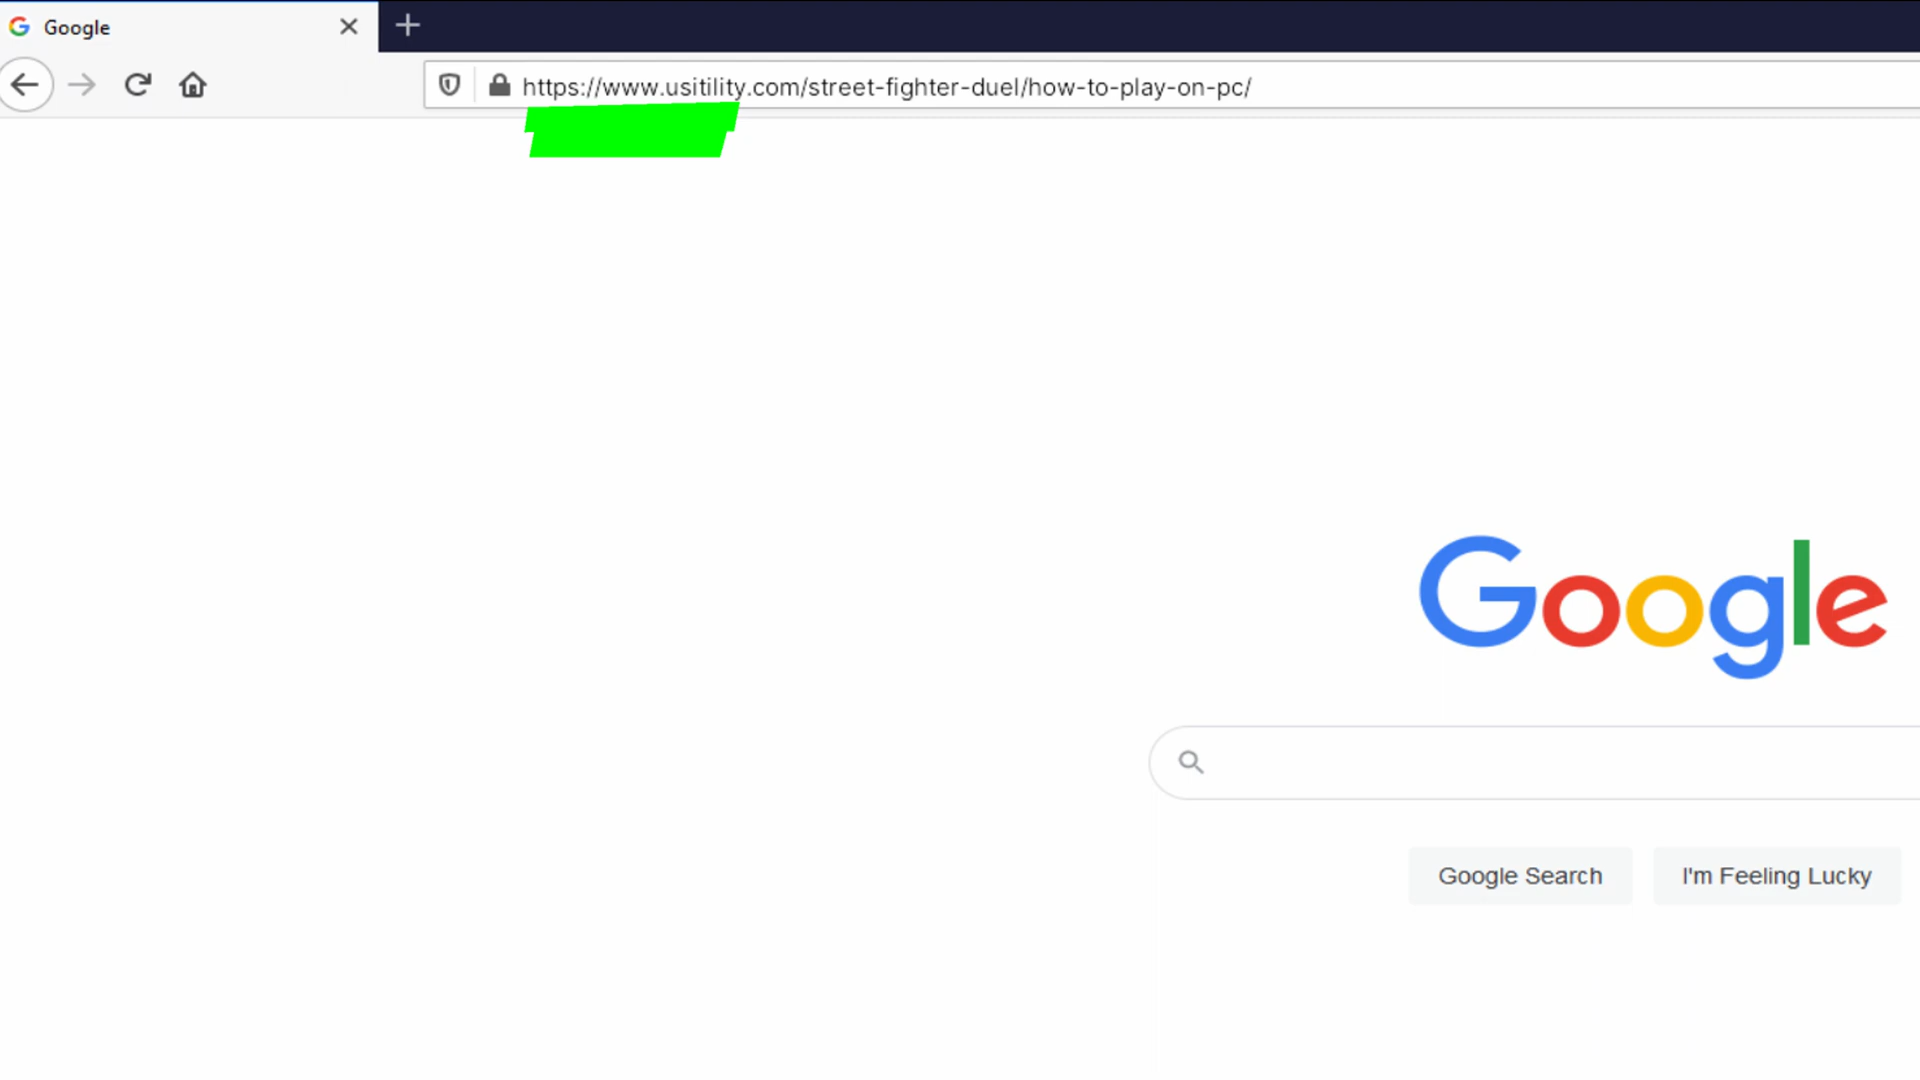 Google
https://www.usitility.com/street-fighter-duel/how-to-play-on-pc/
Google
Google Search
I'm Feeling Lucky